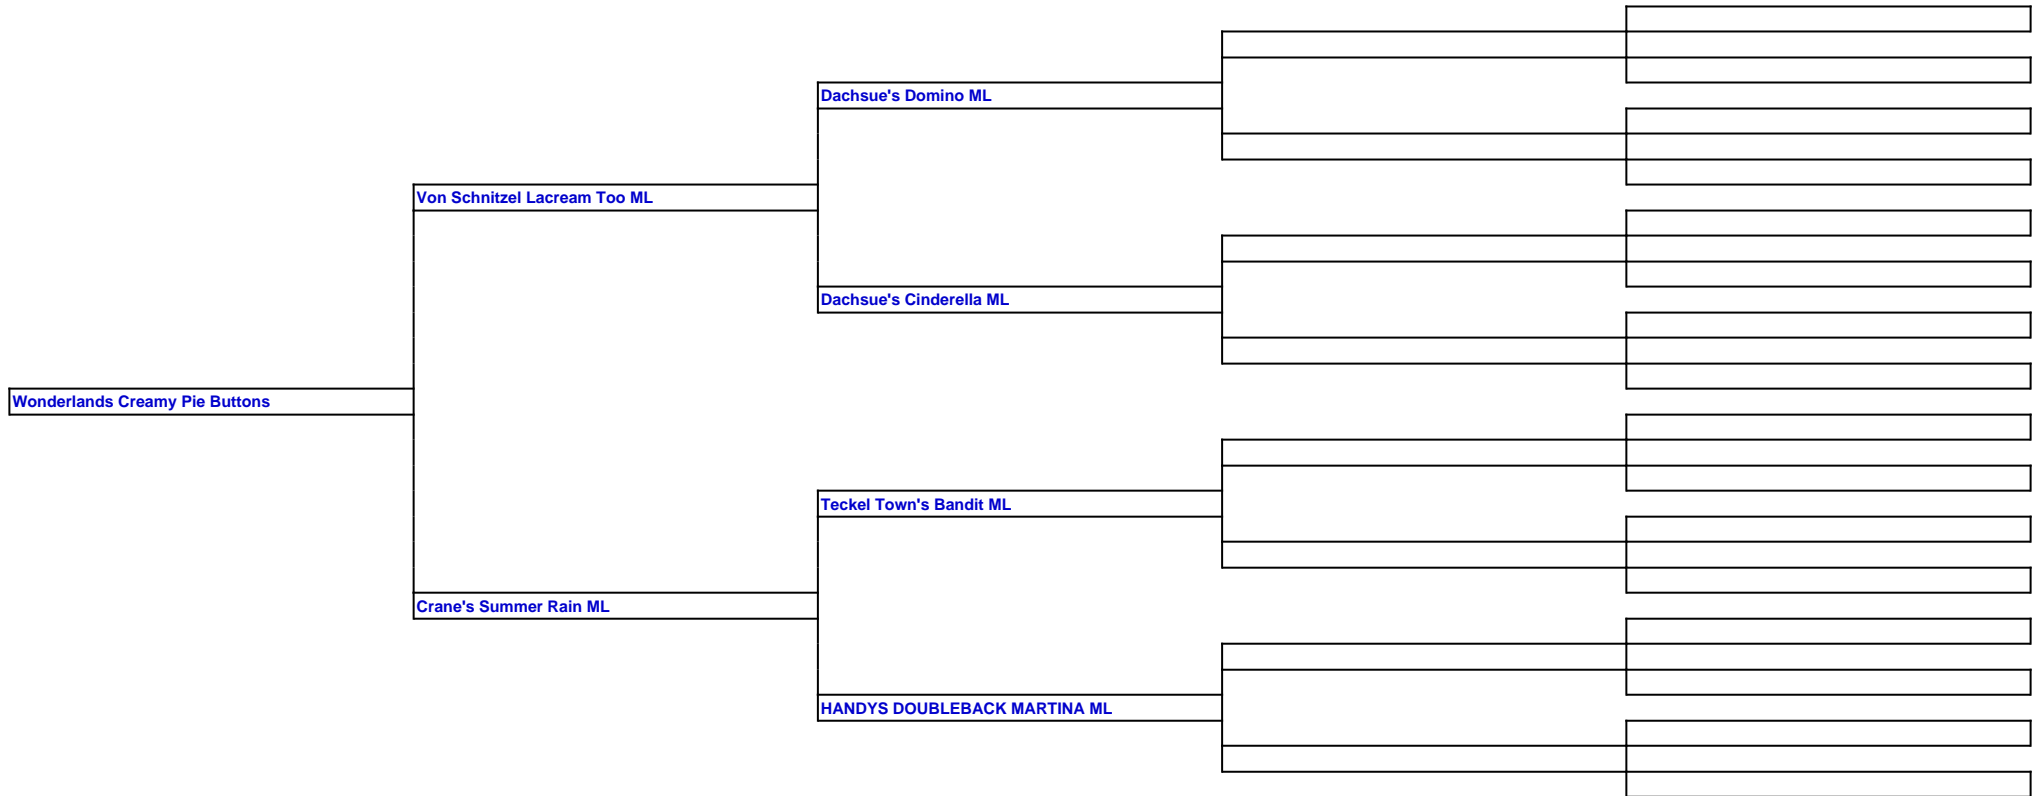 Dachsue's Domino ML
Von Schnitzel Lacream Too ML
Dachsue's Cinderella ML
Wonderlands Creamy Pie Buttons
Teckel Town's Bandit ML
Crane's Summer Rain ML
HANDYS DOUBLEBACK MARTINA ML